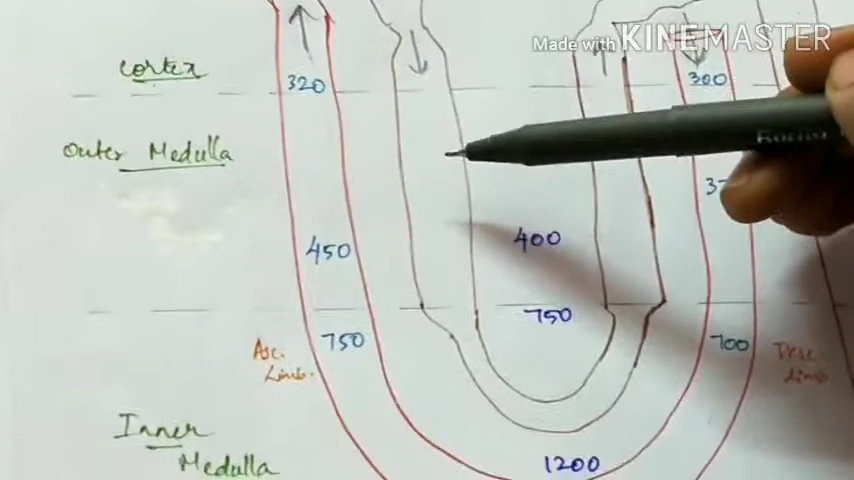 Made with KINEMASTER
Cortex
320
300
Outer Medulla
37
450
400
750
750
700
Asc.
Limb.
Desc.
Limb
Inner
Medulla
1200